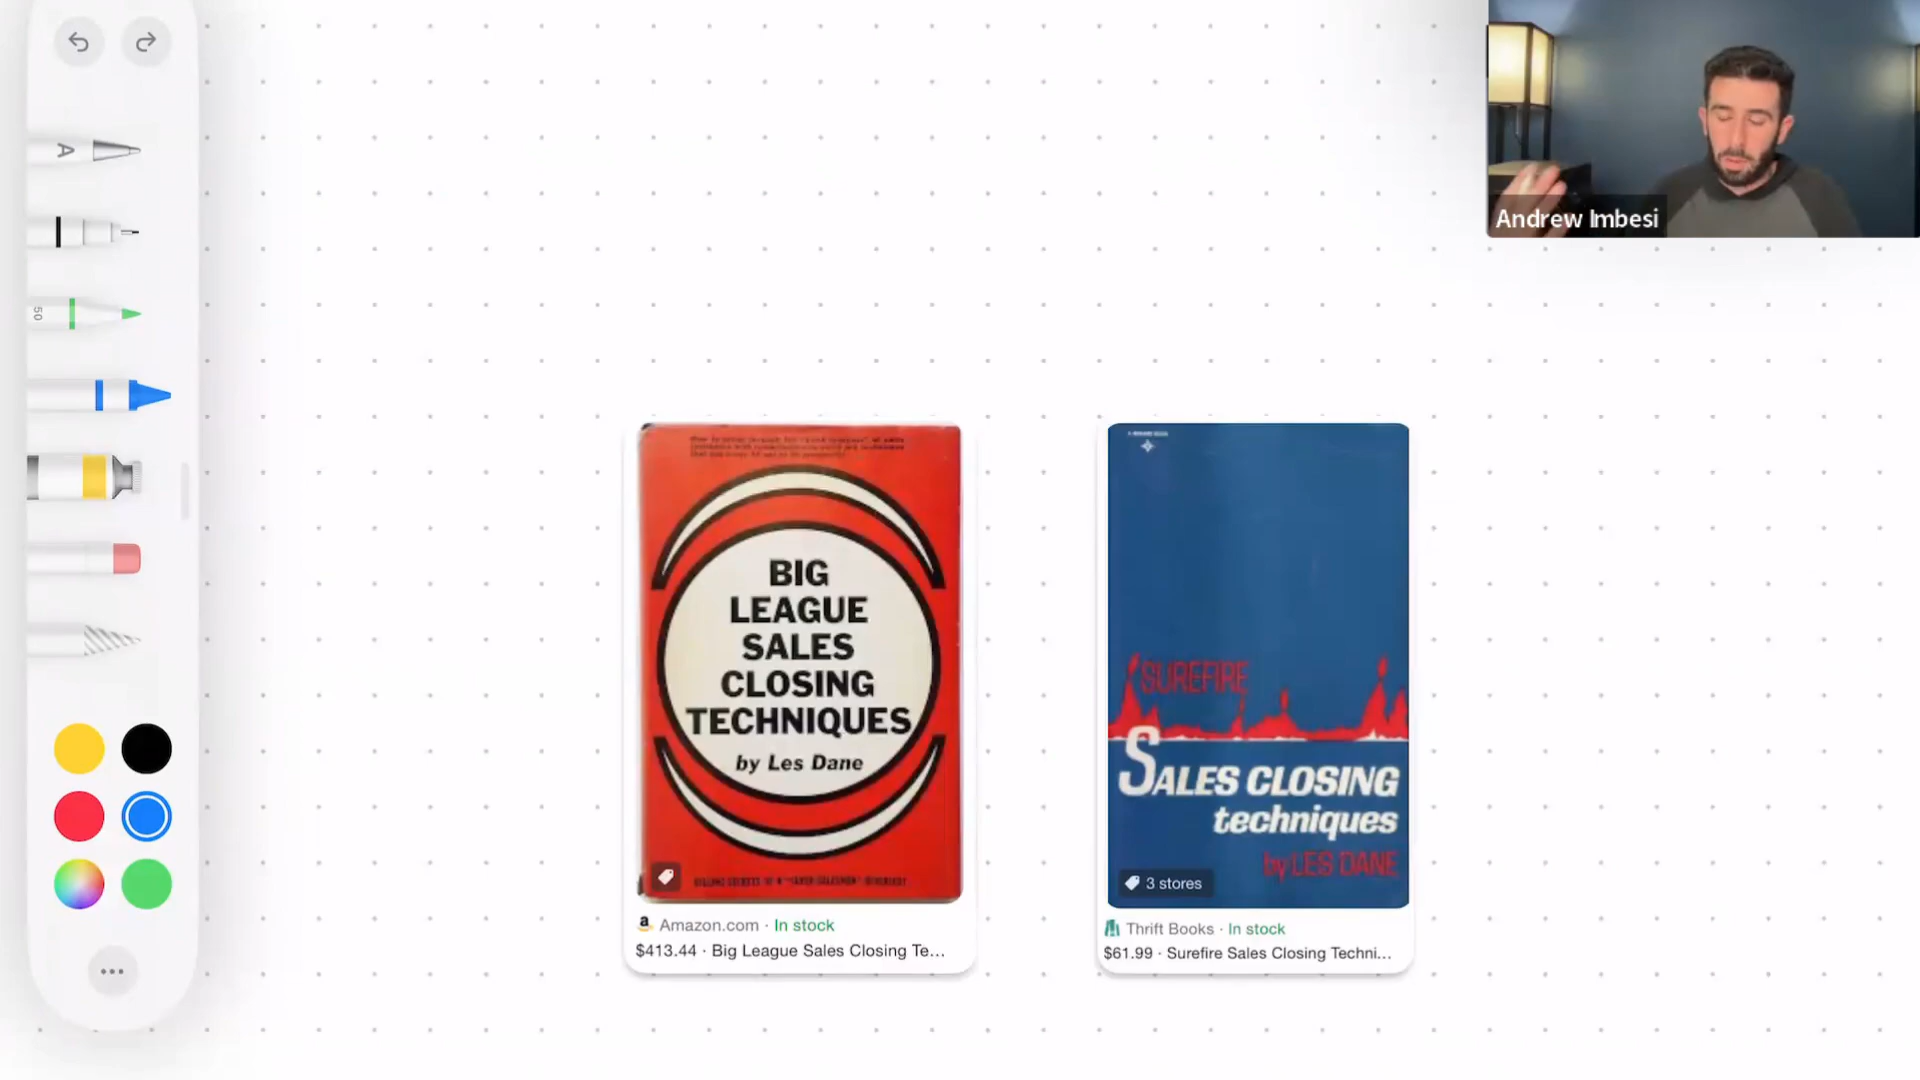 A
50
Andrew Imbesi
BIG
LEAGUE
SALES
CLOSING
TECHNIQUES
by Les Dane
Amazon.com · In stock
$413.44 · Big League Sales Closing Te...
SUREFIRE
SALES CLOSING
techniques
by LES DANE
3 stores
Thrift Books · In stock
$61.99 · Surefire Sales Closing Techni...